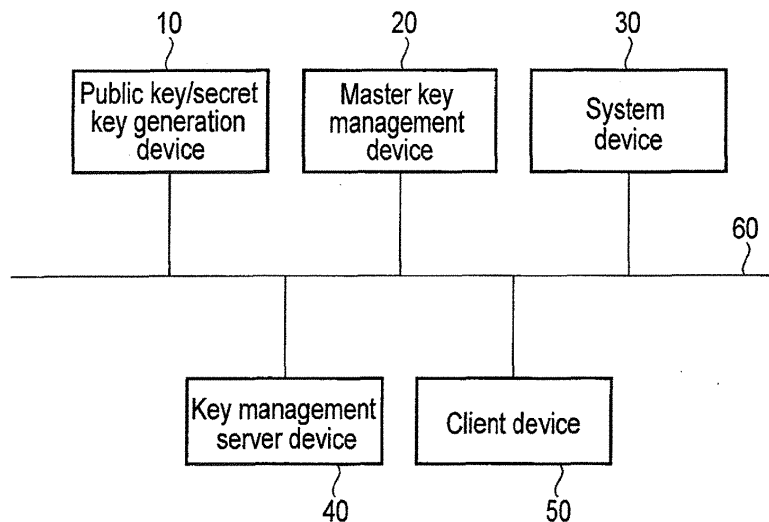 10
20
30
Public key/secret
key generation
device
Master key
management
device
System
device
60
Key management
server device
Client device
40
50